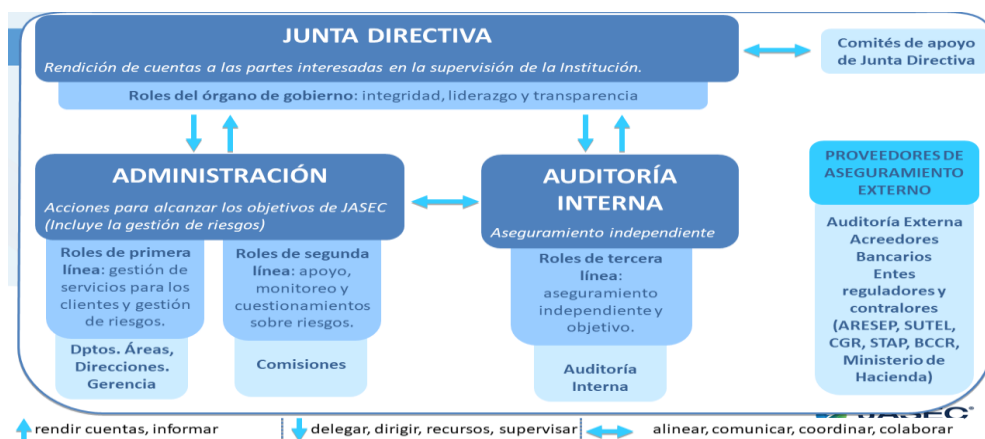 JUNTA DIRECTIVA
Rendición de cuentas a las partes interesadas en la supervisión de la Institución.
Roles del órgano de gobierno: integridad, liderazgo y transparencia
Comités de apoyo
de Junta Directiva
ADMINISTRACIÓN
Acciones para alcanzar los objetivos de JASEC
(Incluye la gestión de riesgos)
Roles de primera
línea: gestión de
servicios para los
clientes y gestión
de riesgos.
Dptos. Áreas,
Direcciones.
Gerencia
Roles de segunda
línea: apoyo,
monitoreo y
cuestionamientos
sobre riesgos.
Comisiones
AUDITORÍA
INTERNA
Aseguramiento independiente
Roles de tercera
línea:
aseguramiento
independiente y
objetivo.
Auditoría
Interna
PROVEEDORES DE
ASEGURAMIENTO
EXTERNO
Auditoría Externa
Acreedores
Bancarios
Entes
reguladores y
contralores
(ARESEP, SUTEL,
CGR, STAP, BCCR,
Ministerio de
Hacienda)
JASEC
rendir cuentas, informar
delegar, dirigir, recursos, supervisar
alinear, comunicar, coordinar, colaborar